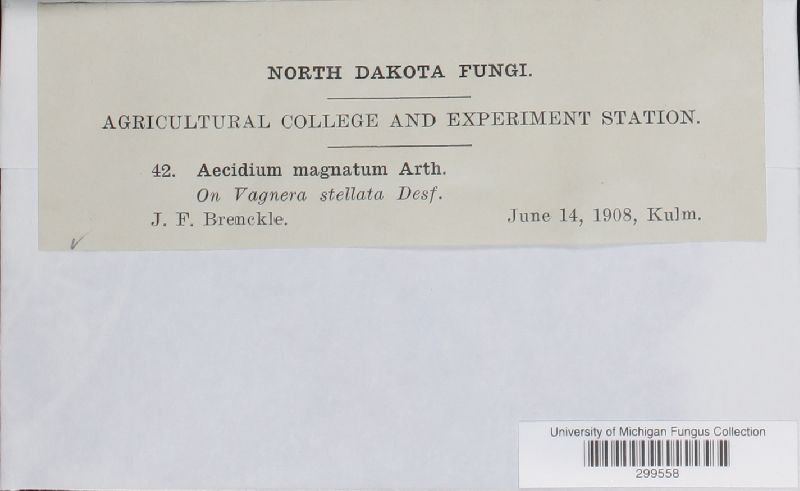 NORTH DAKOTA FUNGI.
AGRICULTURAL COLLEGE AND EXPERIMENT STATION.
42. Aecidium magnatum Arth.
On Vagnera stellata Desf.
J. F. Brenckle. June 14, 1908, Kulm.
University of Michigan Fungus Collection
299558